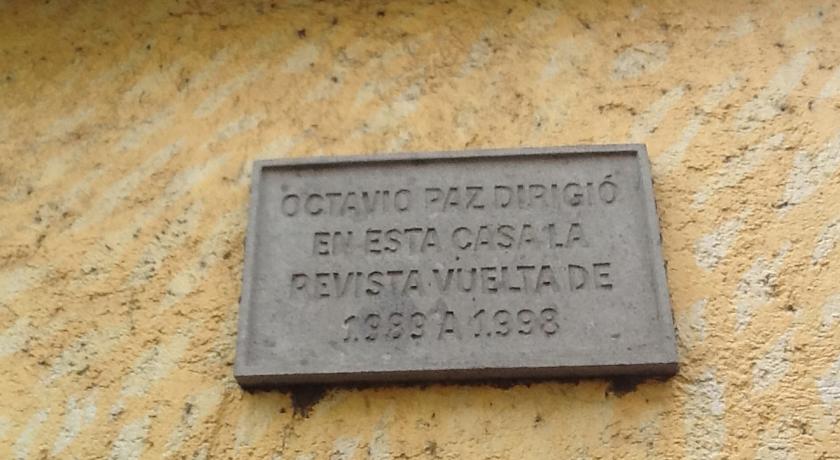 OCTAVIO PAZ DIRIGIÓ
EN ESTA CASA LA
REVISTA VUELTA DE
1.989 A 1.998